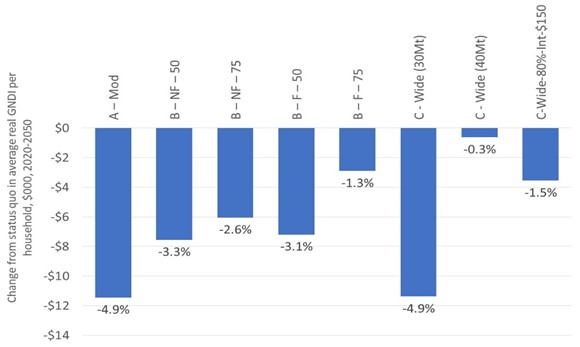 Change from status quo in average real GNDI per
household, $000, 2020-2050
A – Mod
B – NF – 50
B – NF – 75
B – F – 50
B – F – 75
C - Wide (30Mt)
C - Wide (40Mt)
C-Wide-80%-Int-$150
$0
-$2
-$4
-$6
-$8
-$10
-$12
-$14
-4.9%
-3.3%
-2.6%
-3.1%
-1.3%
-4.9%
-0.3%
-1.5%